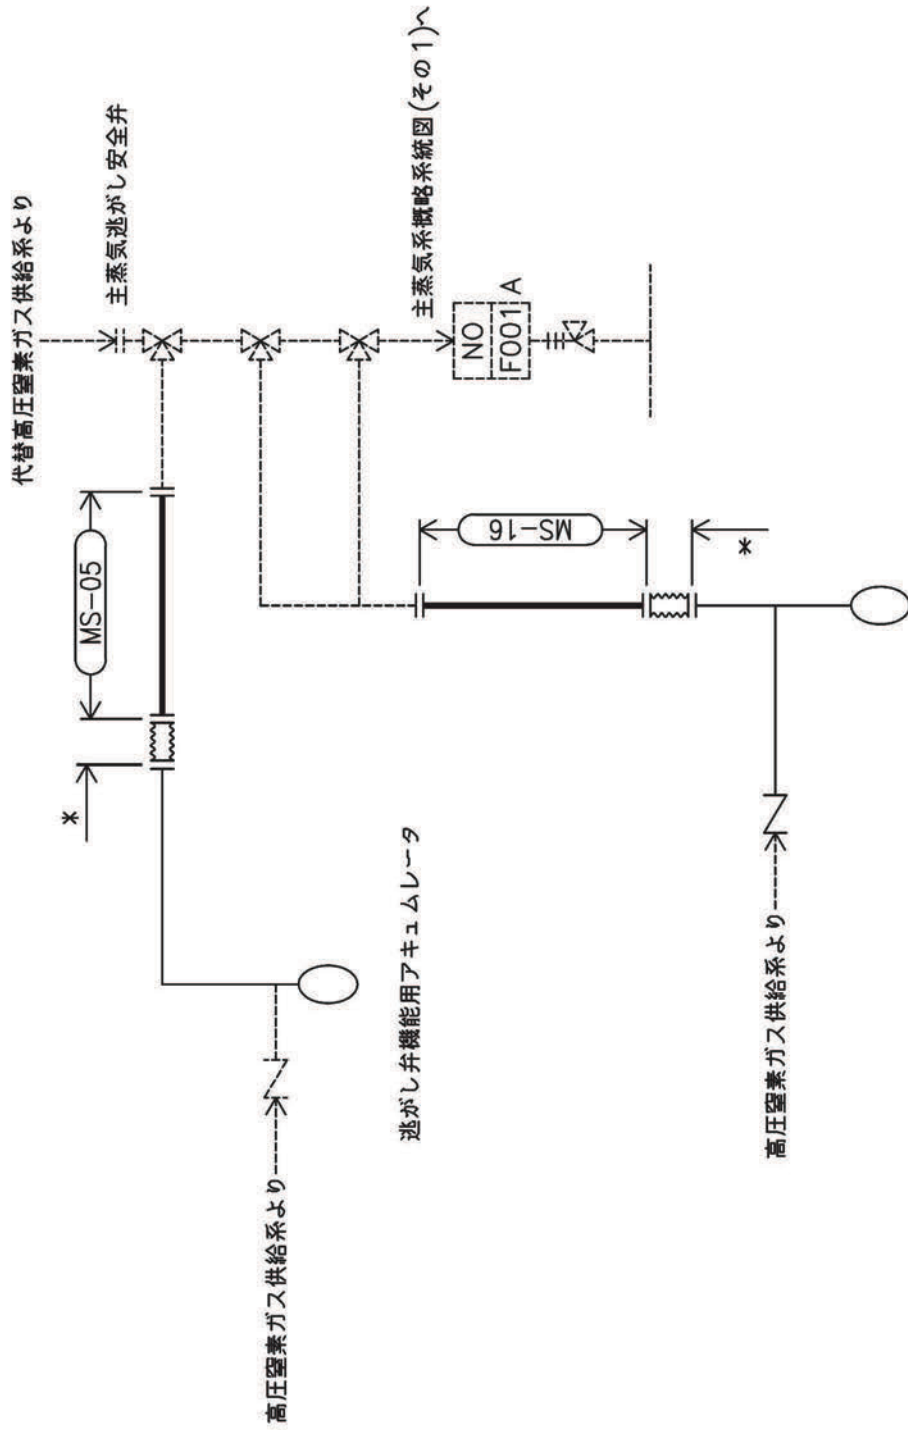 代替高圧窒素ガス供給系より
主蒸気逃がし安全弁
MS-05
*
主蒸気系概略系統図(その1)へ
NO
F001
A
MS-16
*
逃がし弁機能用アキュムレータ
高圧窒素ガス供給系より
高圧窒素ガス供給系より